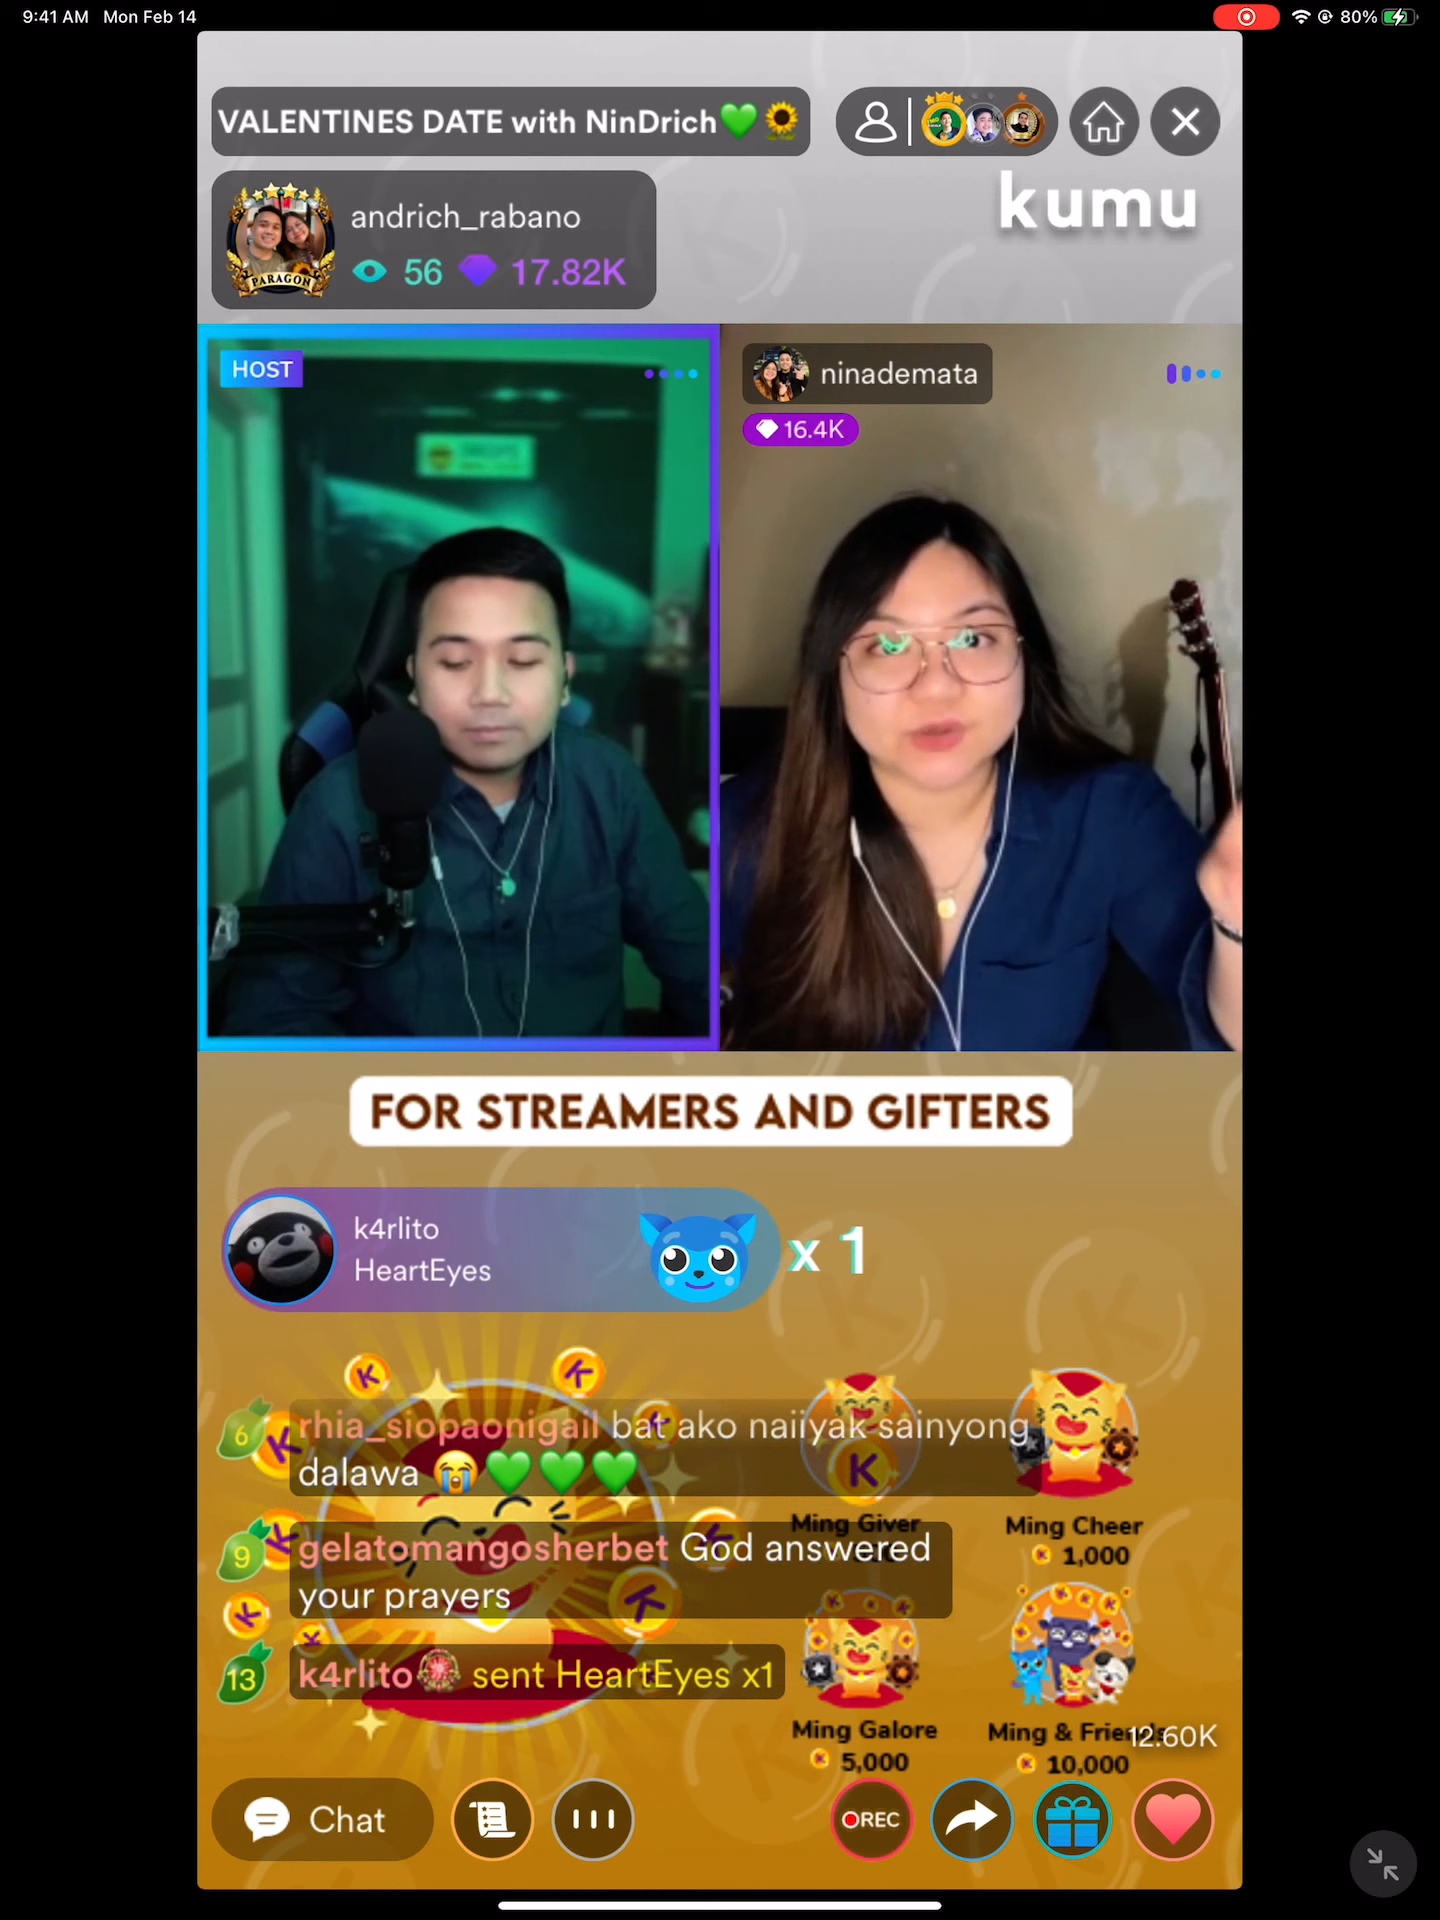 9:41 AM Mon Feb 14
80%
VALENTINES DATE with NinDrich💚🌻
andrich_rabano
56 17.82K
PARAGON
kumu
HOST
ninademata
16.4K
FOR STREAMERS AND GIFTERS
k4rlito
HeartEyes
x 1
6 rhia_siopaonigail bat ako naiiyak sainyong
dalawa 😭💚💚💚
Ming Giver
Ming Cheer
1,000
9 gelatomangosherbet God answered
your prayers
13 k4rlito sent HeartEyes x1
Ming Galore
5,000
Ming & Friends
10,000
12.60K
Chat
REC